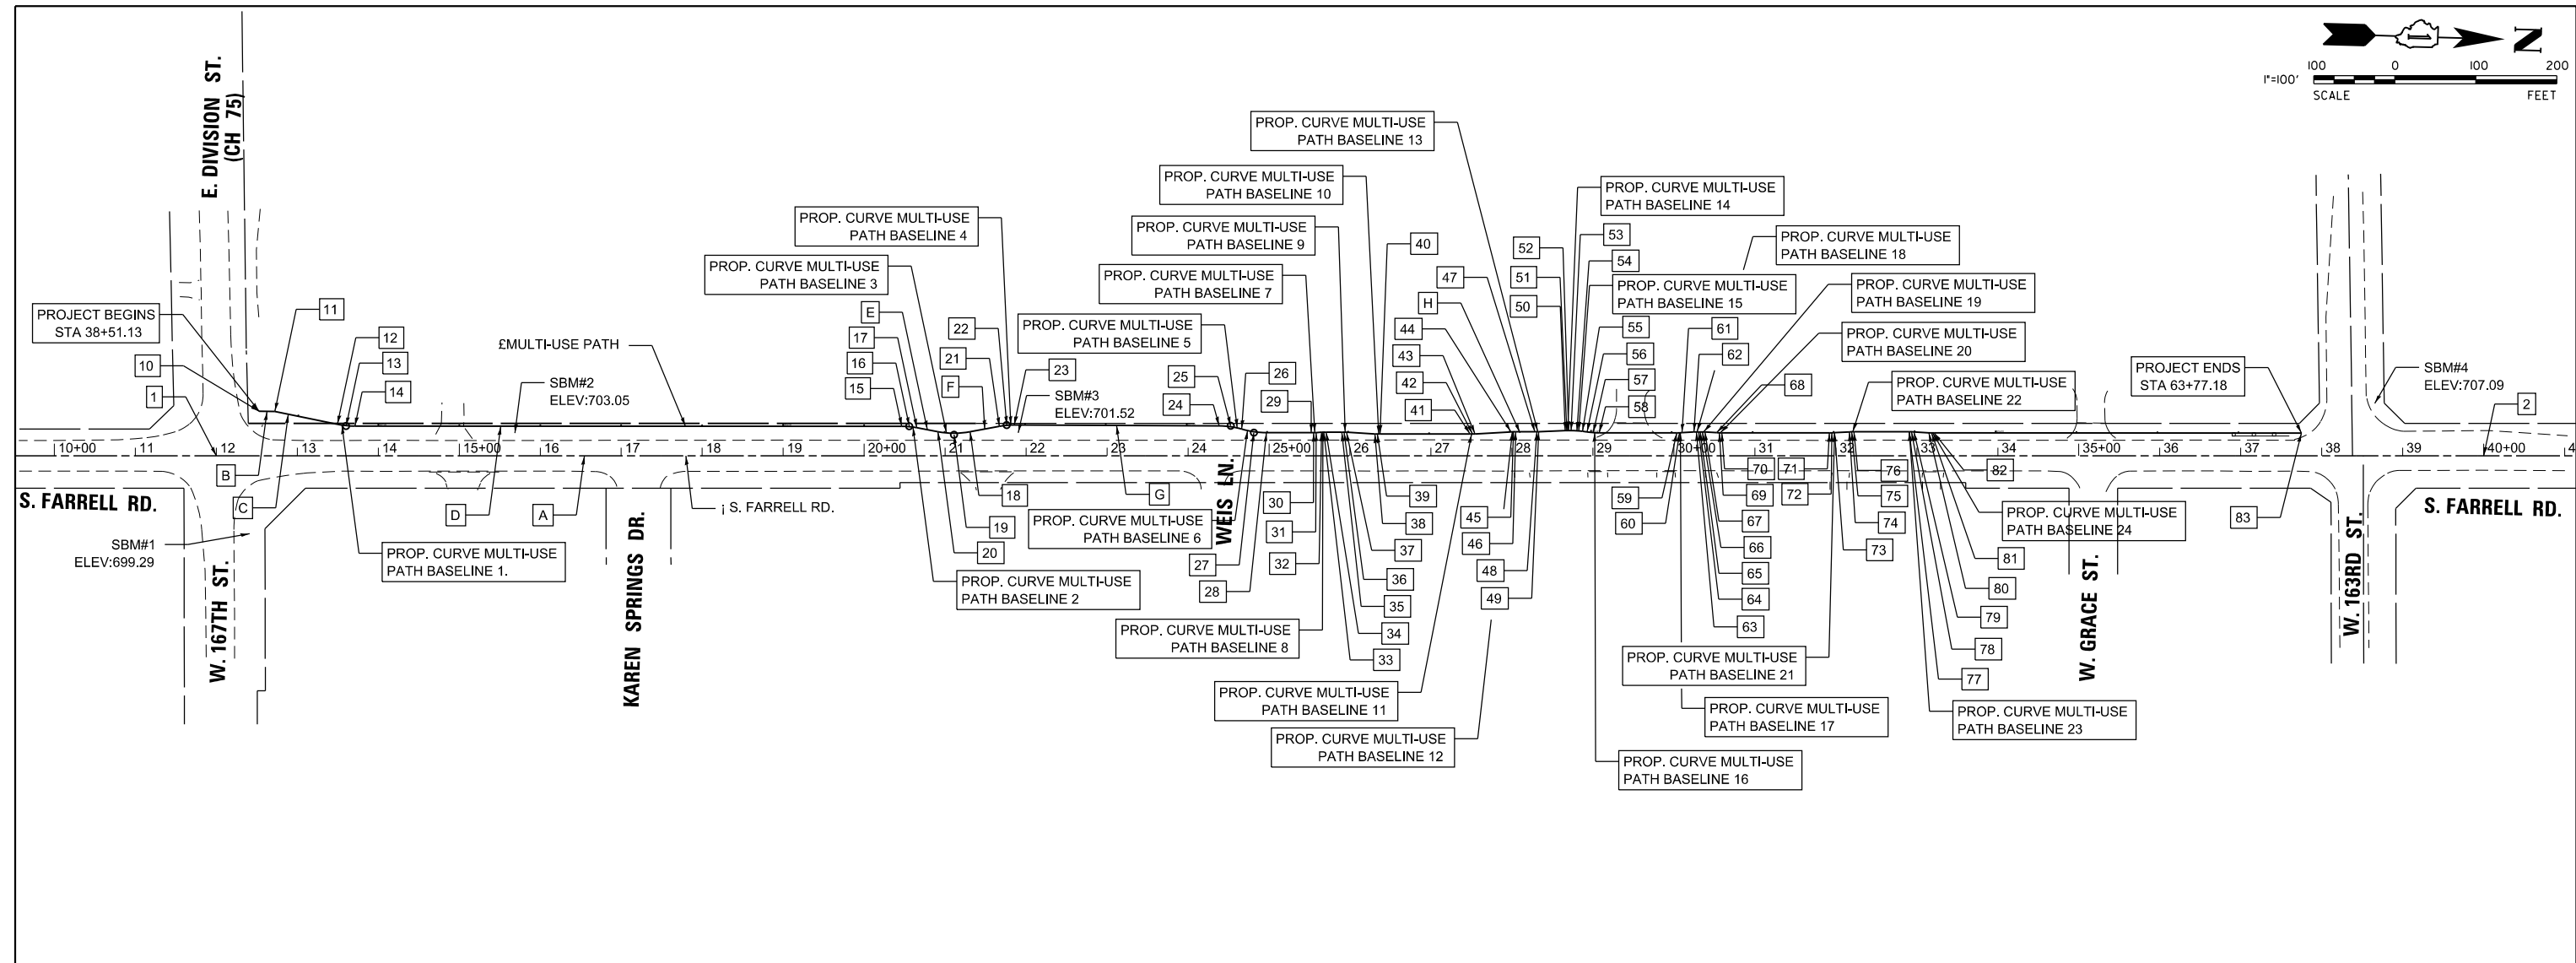 E. DIVISION ST.
(CH 75)
N
1"=100'
100 0 100 200
SCALE FEET
PROP. CURVE MULTI-USE
PATH BASELINE 13
PROP. CURVE MULTI-USE
PATH BASELINE 10
PROP. CURVE MULTI-USE
PATH BASELINE 14
PROP. CURVE MULTI-USE
PATH BASELINE 4
PROP. CURVE MULTI-USE
PATH BASELINE 9
40
52
53
PROP. CURVE MULTI-USE
PATH BASELINE 18
PROP. CURVE MULTI-USE
PATH BASELINE 3
PROP. CURVE MULTI-USE
PATH BASELINE 7
47
51
54
PROP. CURVE MULTI-USE
PATH BASELINE 15
PROP. CURVE MULTI-USE
PATH BASELINE 19
PROJECT BEGINS
STA 38+51.13
11
E
H
50
12
17
22
PROP. CURVE MULTI-USE
PATH BASELINE 5
44
55
61
PROP. CURVE MULTI-USE
PATH BASELINE 20
10
13
£MULTI-USE PATH
16
21
23
25
26
43
56
62
PROJECT ENDS
STA 63+77.18
SBM#4
ELEV:707.09
1
14
SBM#2
ELEV:703.05
15
F
SBM#3
ELEV:701.52
24
29
42
41
57
58
68
PROP. CURVE MULTI-USE
PATH BASELINE 22
2
10+00 11 12 13 14 15+00 16 17 18 19 20+00 21 22 23 24 25+00 26 27 28 29 30+00 31 32 33 34 35+00 36 37 38 39 40+00 4
B
70
71
76
82
S. FARRELL RD.
C
D
A
¡ S. FARRELL RD.
18
G
30
39
59
72
69
75
PROP. CURVE MULTI-USE
PATH BASELINE 24
83
S. FARRELL RD.
SBM#1
ELEV:699.29
PROP. CURVE MULTI-USE
PATH BASELINE 1.
19
20
PROP. CURVE MULTI-USE
PATH BASELINE 6
WEIS LN.
31
38
45
60
67
74
W. 167TH ST.
KAREN SPRINGS DR.
PROP. CURVE MULTI-USE
PATH BASELINE 2
27
28
32
37
36
35
34
33
46
48
49
66
65
64
63
73
81
80
79
78
77
W. GRACE ST.
W. 163RD ST.
PROP. CURVE MULTI-USE
PATH BASELINE 8
PROP. CURVE MULTI-USE
PATH BASELINE 21
PROP. CURVE MULTI-USE
PATH BASELINE 11
PROP. CURVE MULTI-USE
PATH BASELINE 17
PROP. CURVE MULTI-USE
PATH BASELINE 23
PROP. CURVE MULTI-USE
PATH BASELINE 12
PROP. CURVE MULTI-USE
PATH BASELINE 16